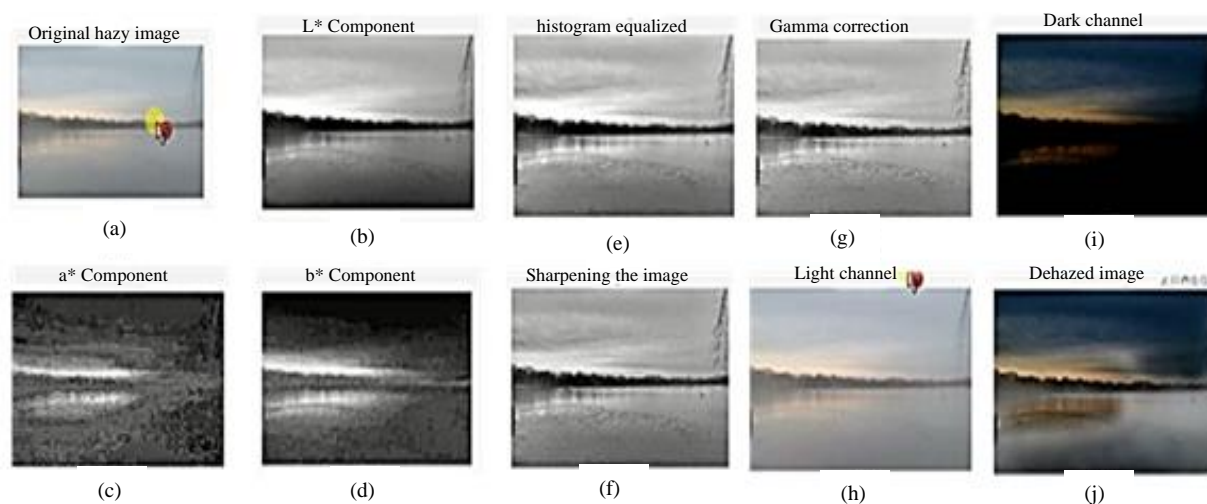 Original hazy image
L* Component
histogram equalized
Gamma correction
Dark channel
(a)
(b)
(e)
(g)
(i)
a* Component
b* Component
Sharpening the image
Light channel
Dehazed image
(c)
(d)
(f)
(h)
(j)